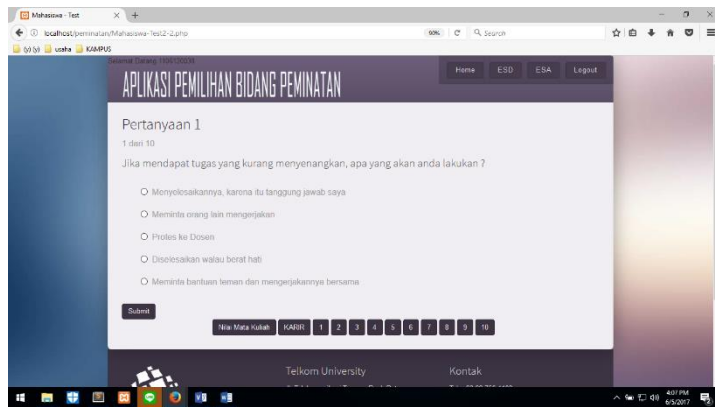 Mahasiswa - Test
localhost/peminatan/Mahasiswa-Test2-2.php
90%
Search
(y) (y) usaha KAMPUS
Selamat Datang
APLIKASI PEMILIHAN BIDANG PEMINATAN
Home ESD ESA Logout
Pertanyaan 1
1 dari 10
Jika mendapat tugas yang kurang menyenangkan, apa yang akan anda lakukan ?
Menyelesaikannya, karena itu tanggung jawab saya
Meminta orang lain mengerjakan
Protes ke Dosen
Diselesaikan walau berat hati
Meminta bantuan teman dan mengerjakannya bersama
Submit
Nilai Mata Kuliah KARIR 1 2 3 4 5 6 7 8 9 10
Telkom University Kontak
4:07 PM
6/5/2017